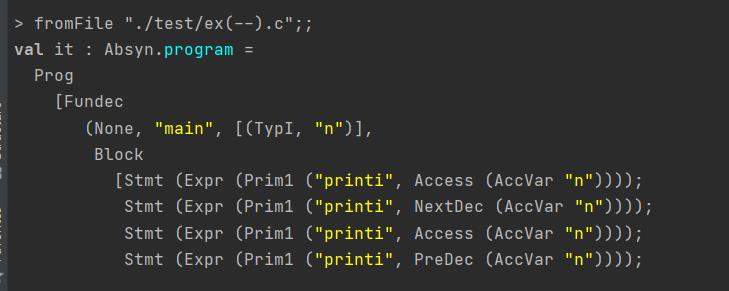 > fromFile "./test/ex(--).c";;
val it : Absyn.program =
  Prog
    [Fundec
       (None, "main", [(TypI, "n")],
        Block
          [Stmt (Expr (Prim1 ("printi", Access (AccVar "n"))));
           Stmt (Expr (Prim1 ("printi", NextDec (AccVar "n"))));
           Stmt (Expr (Prim1 ("printi", Access (AccVar "n"))));
           Stmt (Expr (Prim1 ("printi", PreDec (AccVar "n"))));